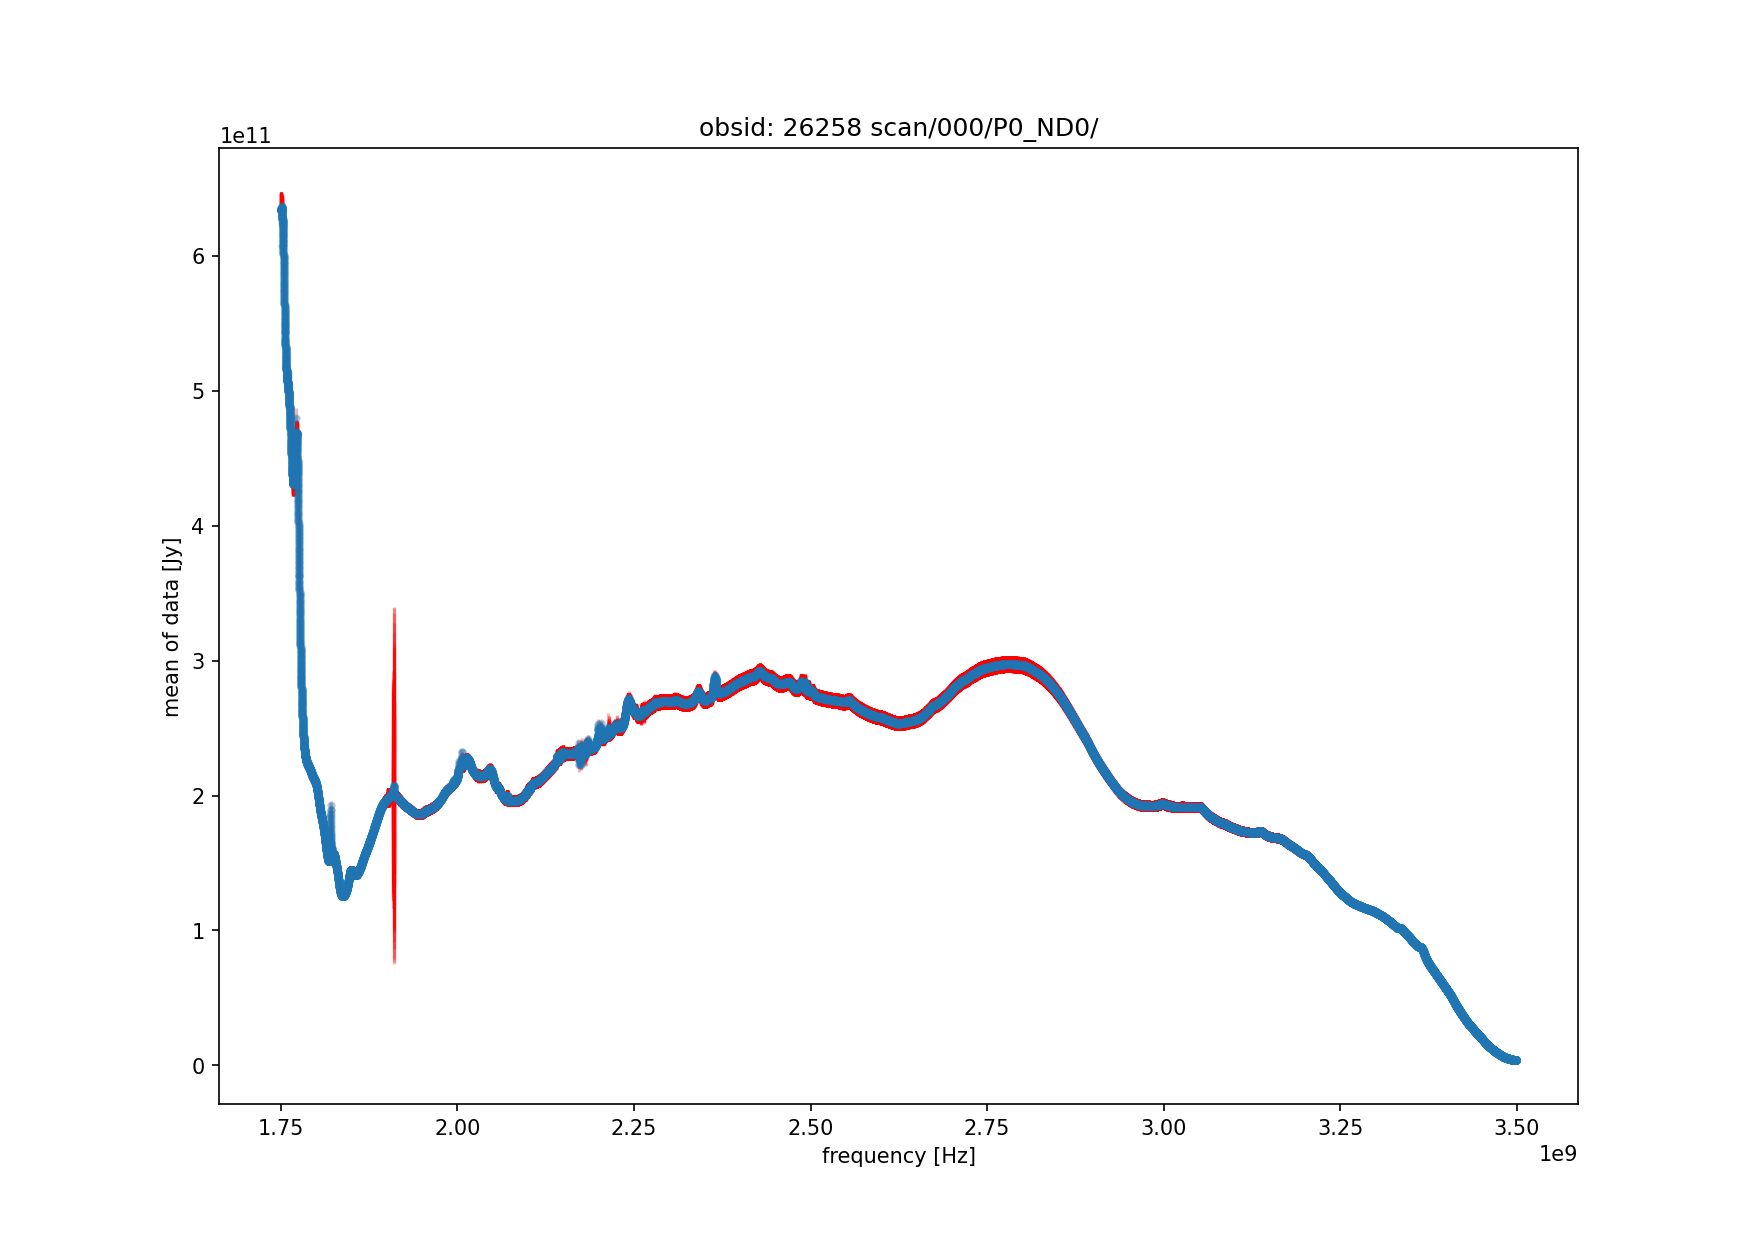 obsid: 26258 scan/000/P0_ND0/
1e11
6
5
4
3
2
1
0
mean of data [Jy]
1.75 2.00 2.25 2.50 2.75 3.00 3.25 3.50
frequency [Hz]
1e9